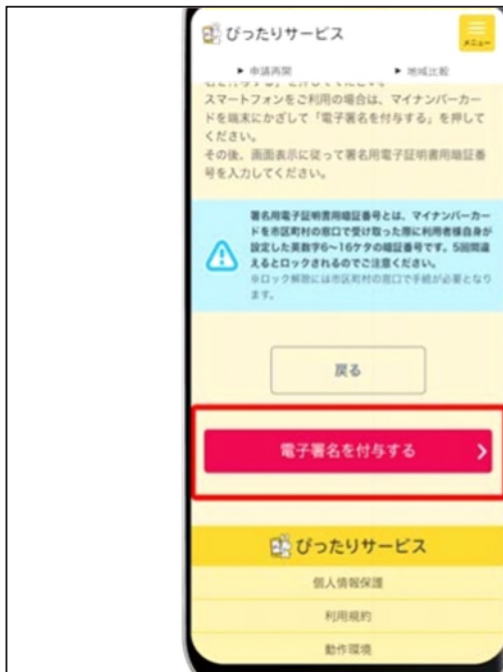 ぴったりサービス
メニュー
▶ 申請再開
▶ 地域比較
スマートフォンをご利用の場合は、マイナンバーカー
ドを端末にかざして「電子署名を付与する」を押して
ください。
その後、画面表示に従って署名用電子証明書用暗証番
号を入力してください。
署名用電子証明書用暗証番号とは、マイナンバーカー
ドを市区町村の窓口で受け取った際に利用者様自身が
設定した英数字6〜16ケタの暗証番号です。5回間違
えるとロックされるのでご注意ください。
※ロック解除には市区町村の窓口で手続が必要となり
ます。
戻る
電子署名を付与する
ぴったりサービス
個人情報保護
利用規約
動作環境